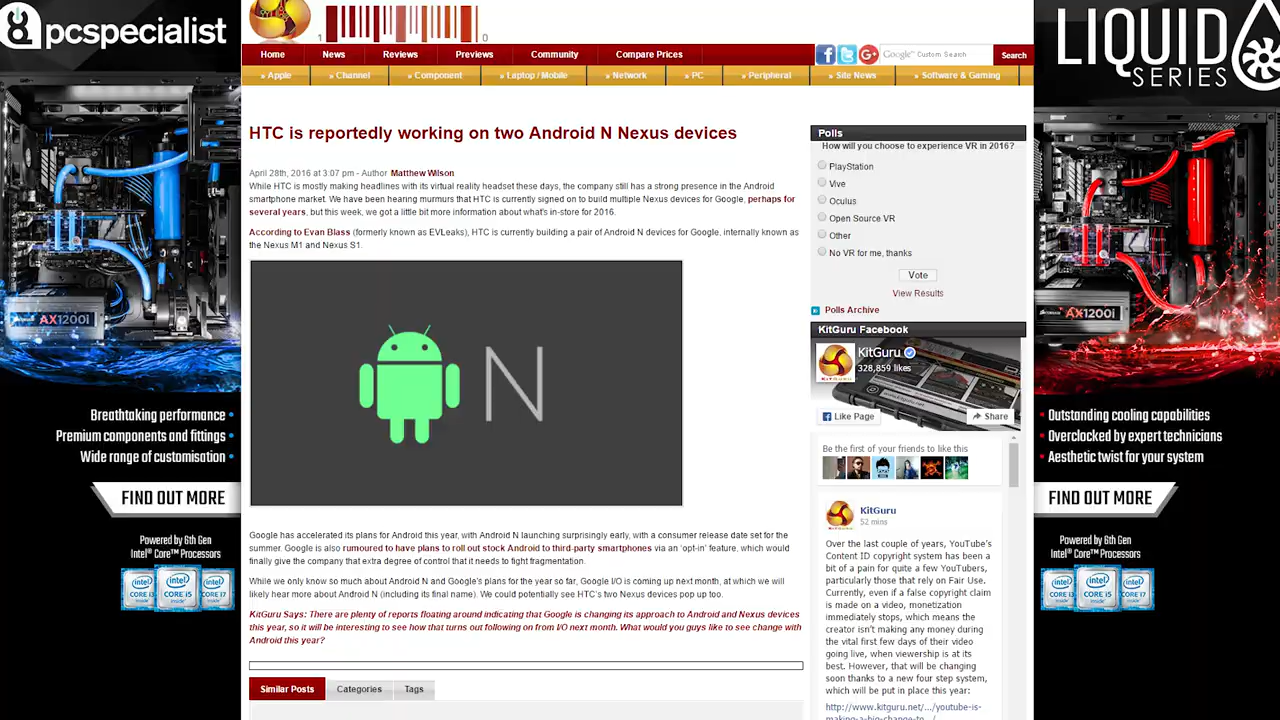 pcspecialist
LIQUID
SERIES
1
0
Home
News
Reviews
Previews
Community
Compare Prices
Google™ Custom Search
Search
» Apple
» Channel
» Component
» Laptop / Mobile
» Network
» PC
» Peripheral
» Site News
» Software & Gaming
HTC is reportedly working on two Android N Nexus devices
April 28th, 2016 at 3:07 pm - Author Matthew Wilson
While HTC is mostly making headlines with its virtual reality headset these days, the company still has a strong presence in the Android
smartphone market. We have been hearing murmurs that HTC is currently signed on to build multiple Nexus devices for Google, perhaps for
several years, but this week, we got a little bit more information about what's in-store for 2016.
According to Evan Blass (formerly known as EVLeaks), HTC is currently building a pair of Android N devices for Google, internally known as
the Nexus M1 and Nexus S1.
N
Google has accelerated its plans for Android this year, with Android N launching surprisingly early, with a consumer release date set for the
summer. Google is also rumoured to have plans to roll out stock Android to third-party smartphones via an 'opt-in' feature, which would
finally give the company that extra degree of control that it needs to fight fragmentation.
While we only know so much about Android N and Google's plans for the year so far, Google I/O is coming up next month, at which we will
likely hear more about Android N (including its final name). We could potentially see HTC's two Nexus devices pop up too.
KitGuru Says: There are plenty of reports floating around indicating that Google is changing its approach to Android and Nexus devices
this year, so it will be interesting to see how that turns out following on from I/O next month. What would you guys like to see change with
Android this year?
Similar Posts
Categories
Tags
Polls
How will you choose to experience VR in 2016?
PlayStation
Vive
Oculus
Open Source VR
Other
No VR for me, thanks
Vote
View Results
Polls Archive
KitGuru Facebook
KitGuru
328,859 likes
Like Page
Share
Be the first of your friends to like this
KitGuru
52 mins
Over the last couple of years, YouTube's
Content ID copyright system has been a
bit of a pain for quite a few YouTubers,
particularly those that rely on Fair Use.
Currently, even if a false copyright claim
is made on a video, monetization
immediately stops, which means the
creator isn't making any money during
the vital first few days of their video
going live, when viewership is at its
best. However, that will be changing
soon thanks to a new four step system,
which will be put in place this year:
http://www.kitguru.net/.../youtube-is-
making-a-big-change-to.../
AX1200i
Breathtaking performance •
Premium components and fittings •
Wide range of customisation •
FIND OUT MORE
Powered by 6th Gen
Intel® Core™ Processors
CORE i3
CORE i5
CORE i7
AX1200i
• Outstanding cooling capabilities
• Overclocked by expert technicians
• Aesthetic twist for your system
FIND OUT MORE
Powered by 6th Gen
Intel® Core™ Processors
CORE i3
CORE i5
CORE i7